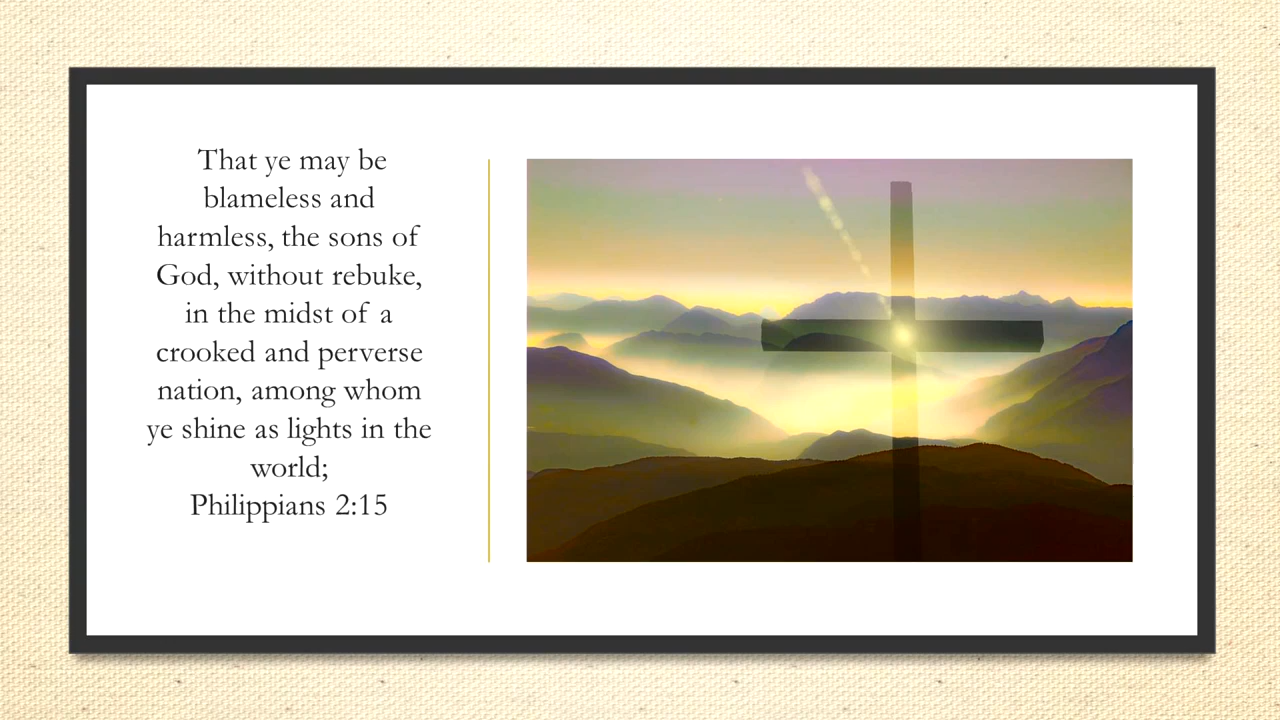 That ye may be
blameless and
harmless, the sons of
God, without rebuke,
in the midst of a
crooked and perverse
nation, among whom
ye shine as lights in the
world;
Philippians 2:15